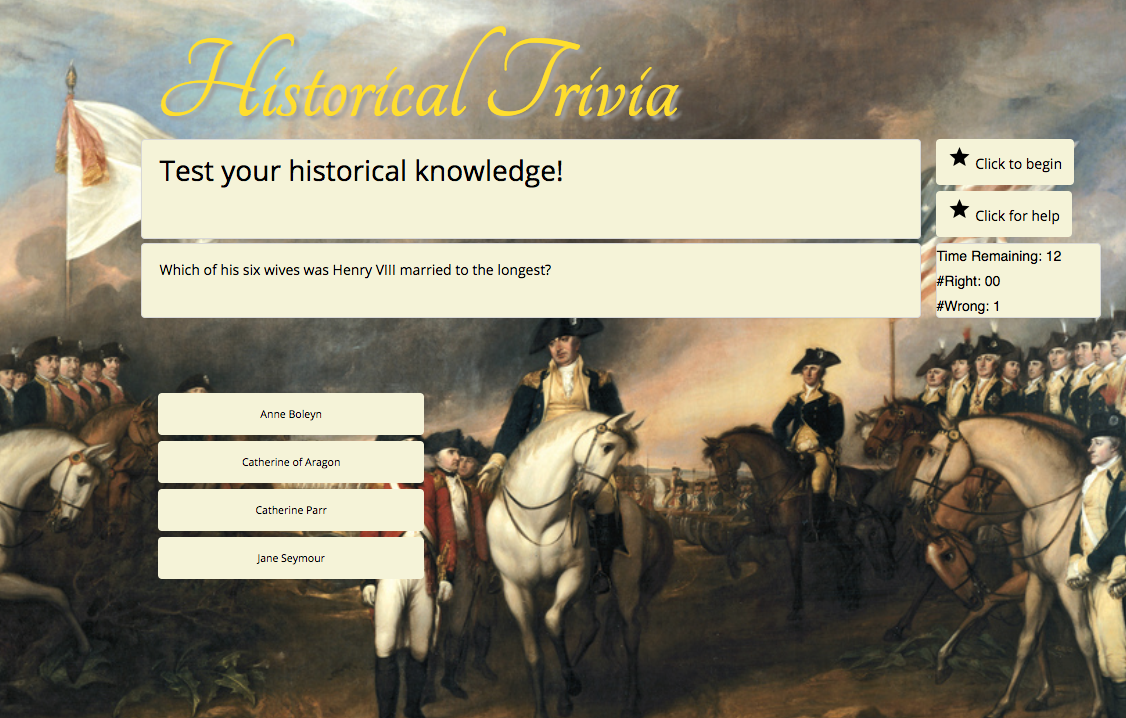 Historical Trivia
Test your historical knowledge!
★ Click to begin
★ Click for help
Which of his six wives was Henry VIII married to the longest?
Time Remaining: 12
#Right: 00
#Wrong: 1
Anne Boleyn
Catherine of Aragon
Catherine Parr
Jane Seymour